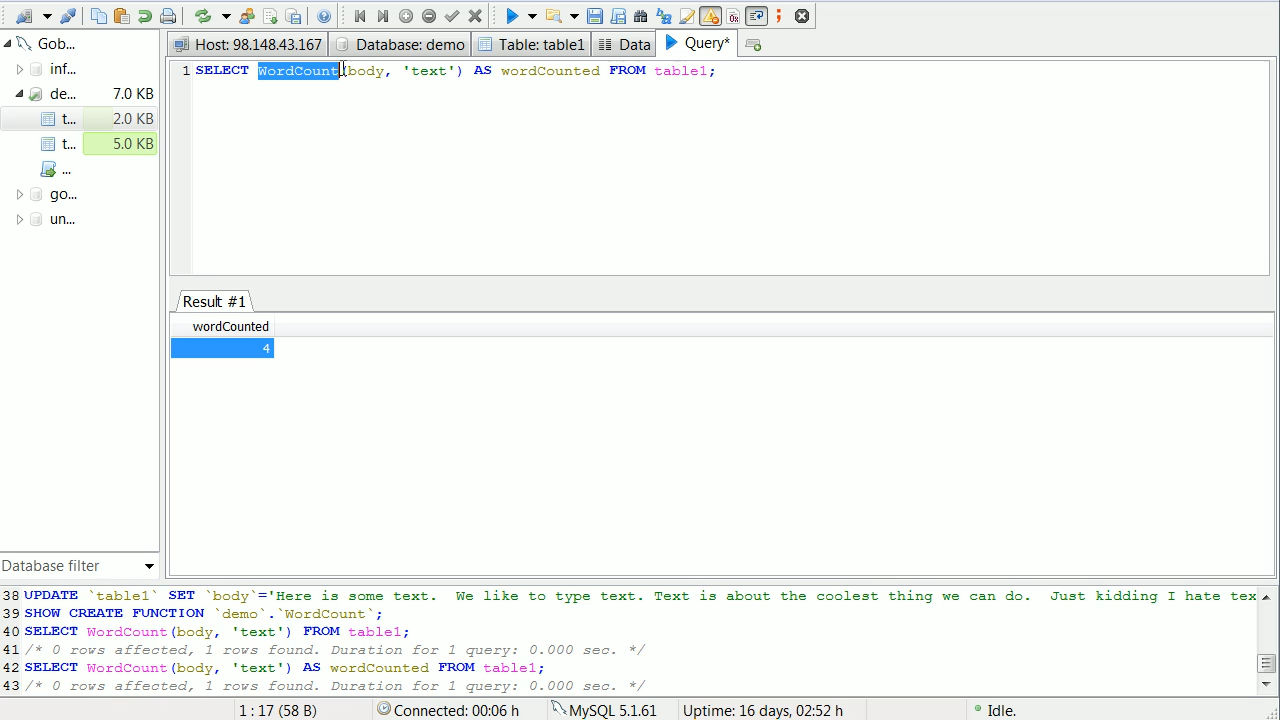 Host: 98.148.43.167 Database: demo Table: table1 Data Query*
Gob...
inf...
de... 7.0 KB
t... 2.0 KB
t... 5.0 KB
...
go...
un...
1 SELECT WordCount(body, 'text') AS wordCounted FROM table1;
Result #1
wordCounted
4
Database filter
38 UPDATE `table1` SET `body`='Here is some text.  We like to type text. Text is about the coolest thing we can do.  Just kidding I hate tex
39 SHOW CREATE FUNCTION `demo`.`WordCount`;
40 SELECT WordCount(body, 'text') FROM table1;
41 /* 0 rows affected, 1 rows found. Duration for 1 query: 0.000 sec. */
42 SELECT WordCount(body, 'text') AS wordCounted FROM table1;
43 /* 0 rows affected, 1 rows found. Duration for 1 query: 0.000 sec. */
1 : 17 (58 B) Connected: 00:06 h MySQL 5.1.61 Uptime: 16 days, 02:52 h Idle.